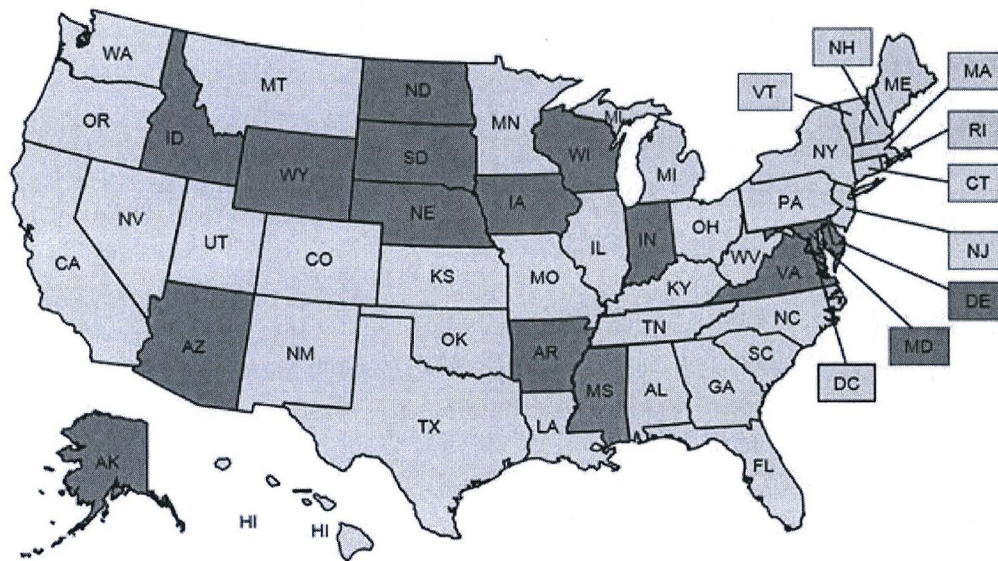 WA
MT
ND
MN
OR
ID
WY
SD
WI
MI
MI
NH
VT
ME
MA
RI
CT
NY
NV
UT
CO
NE
IA
IL
IN
OH
PA
NJ
CA
KS
MO
KY
WV
VA
DE
MD
DC
AZ
NM
OK
AR
TN
NC
SC
TX
LA
MS
AL
GA
FL
AK
HI
HI